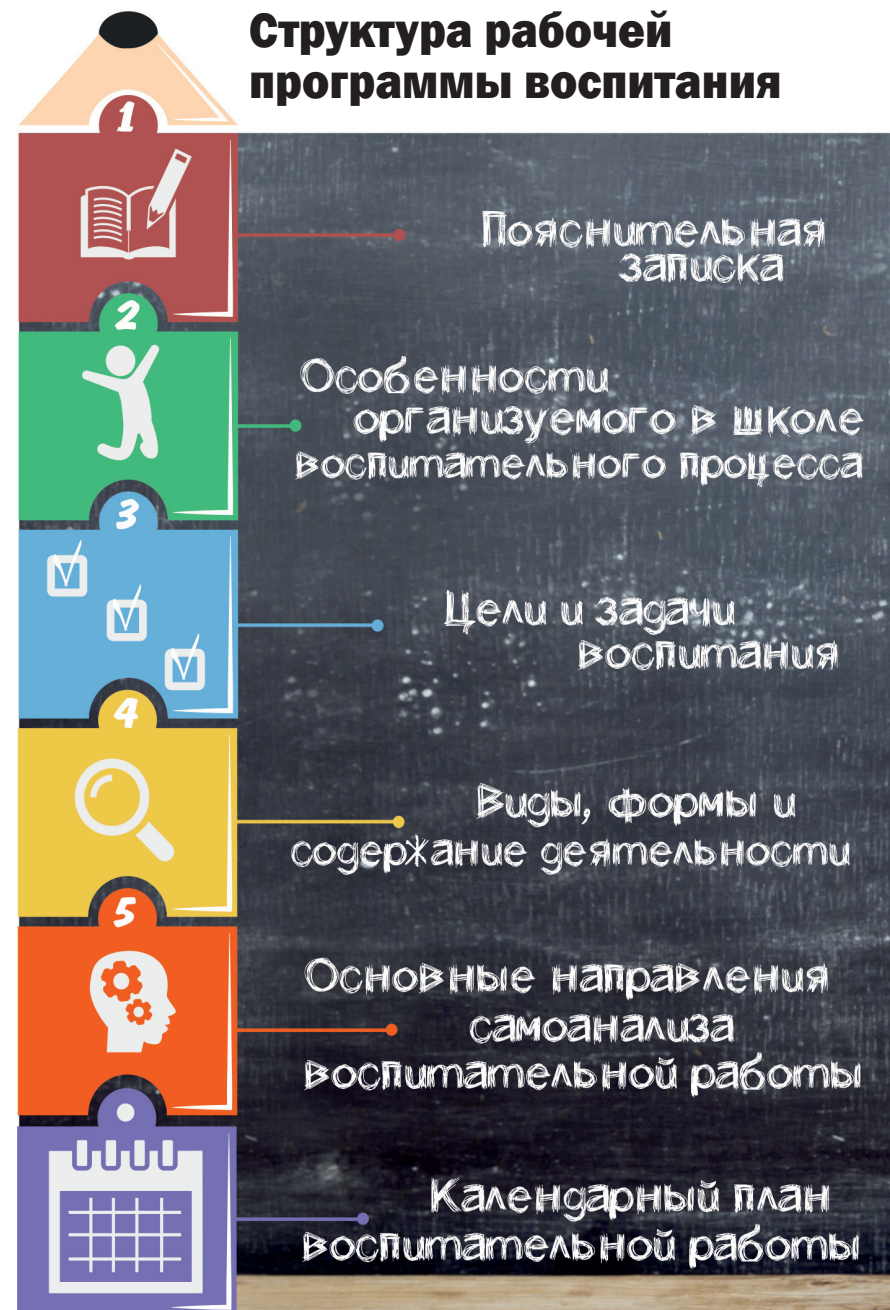 Структура рабочей
программы воспитания
1
Пояснительная
записка
2
Особенности
организуемого в школе
воспитательного процесса
3
Цели и задачи
воспитания
4
Виды, формы и
содержание деятельности
5
Основные направления
самоанализа
воспитательной работы
Календарный план
воспитательной работы